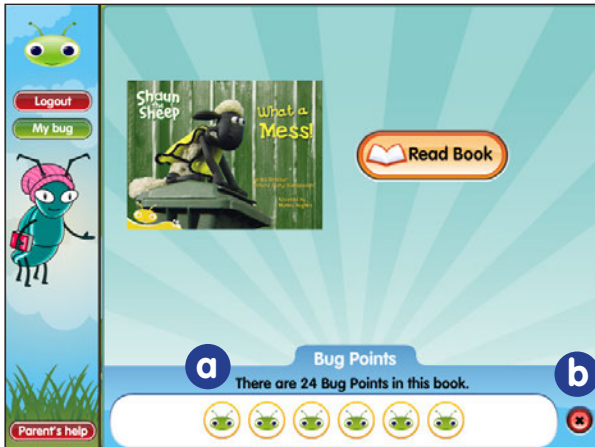 Logout
My bug
Shaun
the
Sheep
What a
Mess!
Read Book
a
Bug Points
b
There are 24 Bug Points in this book.
Parent's help